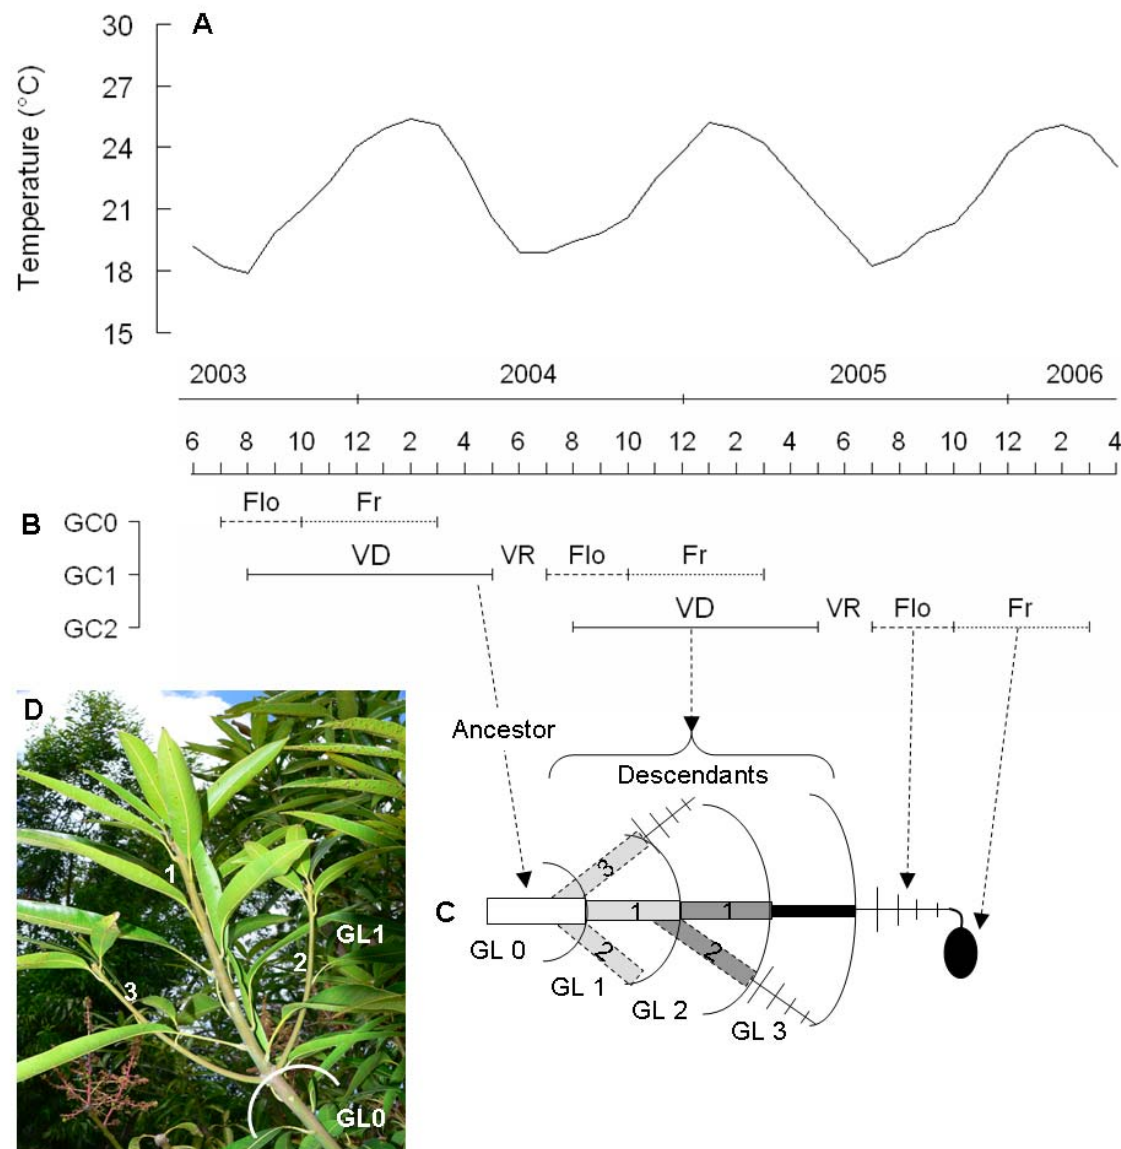 A
Temperature (°C)
30
27
24
21
18
15
2003 2004 2005 2006
6 8 10 12 2 4 6 8 10 12 2 4 6 8 10 12 2 4
B
Flo Fr
GC0
VD VR Flo Fr
GC1
VD VR Flo Fr
GC2
D
Ancestor
Descendants
C
3
1 1
GL 0
2 2
GL 1
GL 2
GL 3
1
GL1
2
3
GL0